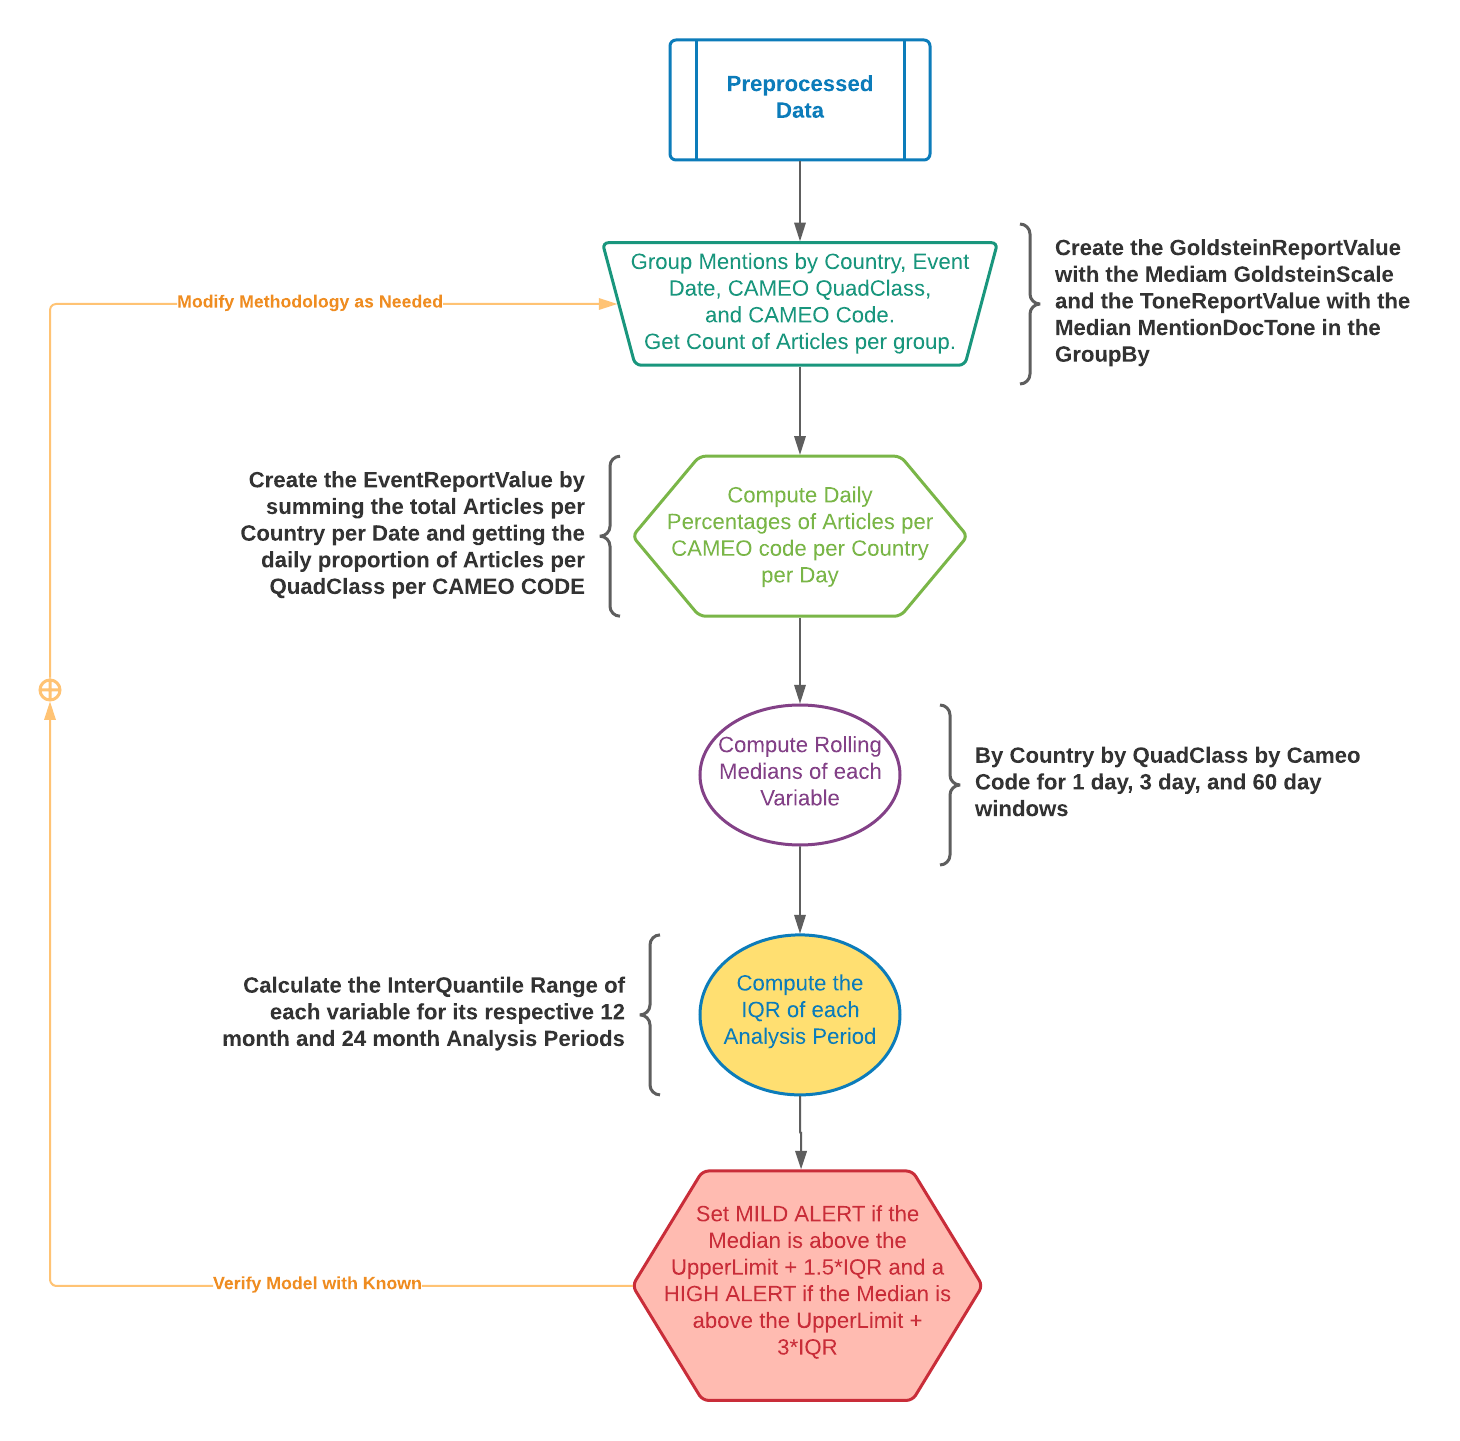 Preprocessed
Data
Group Mentions by Country, Event
Date, CAMEO QuadClass,
and CAMEO Code.
Get Count of Articles per group.
Create the GoldsteinReportValue
with the Mediam GoldsteinScale
and the ToneReportValue with the
Median MentionDocTone in the
GroupBy
Modify Methodology as Needed
Create the EventReportValue by
summing the total Articles per
Country per Date and getting the
daily proportion of Articles per
QuadClass per CAMEO CODE
Compute Daily
Percentages of Articles per
CAMEO code per Country
per Day
Compute Rolling
Medians of each
Variable
By Country by QuadClass by Cameo
Code for 1 day, 3 day, and 60 day
windows
Calculate the InterQuantile Range of
each variable for its respective 12
month and 24 month Analysis Periods
Compute the
IQR of each
Analysis Period
Set MILD ALERT if the
Median is above the
UpperLimit + 1.5*IQR and a
HIGH ALERT if the Median is
above the UpperLimit +
3*IQR
Verify Model with Known